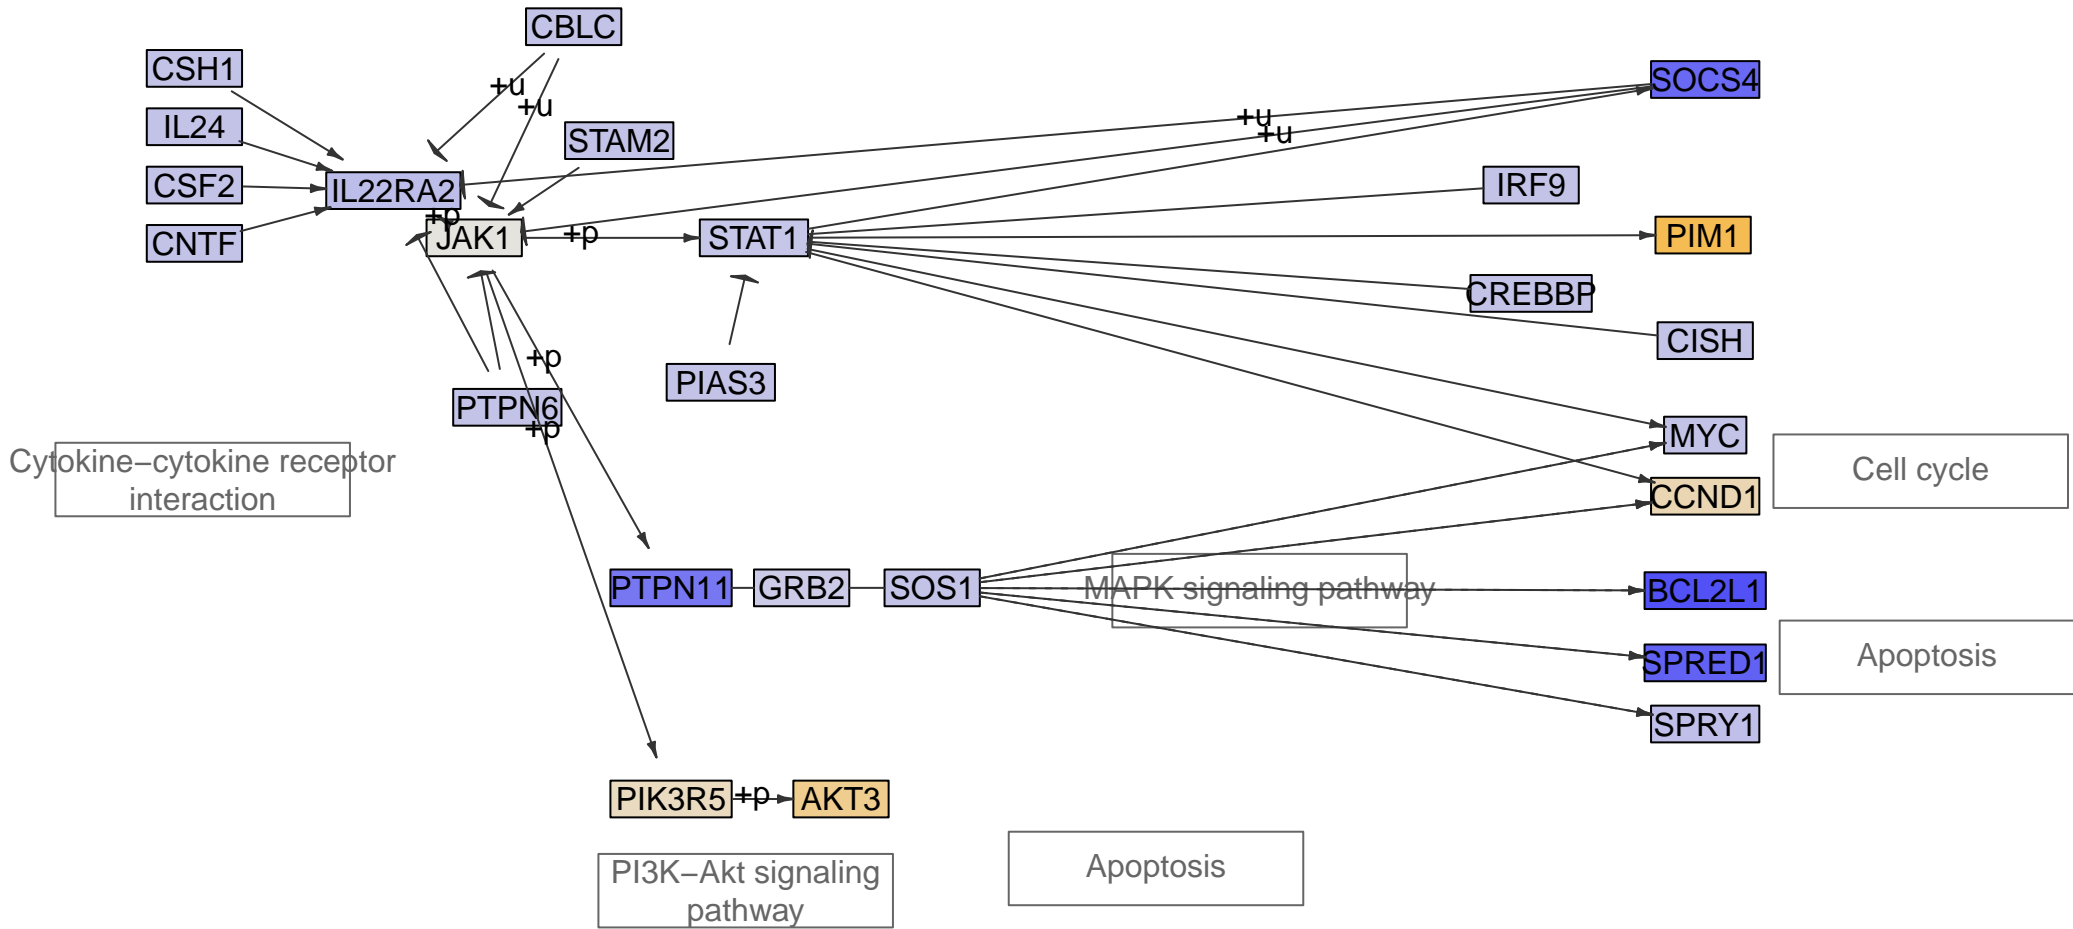 CBLC
CSH1
SOCS4
+u
+u
+u
+u
IL24
STAM2
CSF2
IL22RA2
IRF9
+p
CNTF
JAK1
+p
STAT1
PIM1
CREBBP
CISH
+p
PIAS3
PTPN6
+p
MYC
Cytokine−cytokine receptor
interaction
Cell cycle
CCND1
PTPN11
GRB2
SOS1
MAPK signaling pathway
BCL2L1
SPRED1
Apoptosis
SPRY1
PIK3R5
+p
AKT3
PI3K−Akt signaling
pathway
Apoptosis